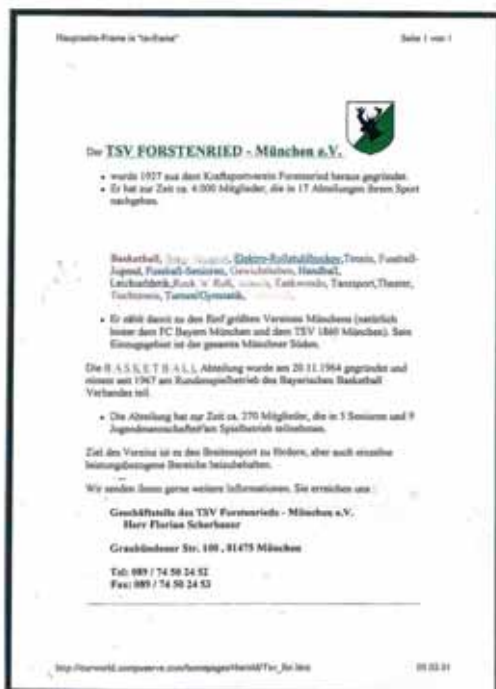 Hauptseite-Frame in "tsvframe"
Seite 1 von 1
Der TSV FORSTENRIED - München e.V.
• wurde 1927 aus dem Kraftsportverein Forstenried heraus gegründet.
• Er hat zur Zeit ca. 4.000 Mitglieder, die in 17 Abteilungen ihrem Sport
nachgehen.
Basketball, Elektro-Rollstuhlhockey, Tennis, Fussball-
Jugend, Fussball-Senioren, Gewichtheben, Handball,
Leichtathletik, Rock 'n' Roll, Taekwondo, Tanzsport, Theater,
Tischtennis, Turnen/Gymnastik,
• Er zählt damit zu den fünf größten Vereinen Münchens (natürlich
hinter dem FC Bayern München und dem TSV 1860 München). Sein
Einzugsgebiet ist der gesamte Münchner Süden.
Die B A S K E T B A L L Abteilung wurde am 20.11.1964 gegründet und
nimmt seit 1967 am Rundenspielbetrieb des Bayerischen Basketball
Verbandes teil.
• Die Abteilung hat zur Zeit ca. 270 Mitglieder, die in 5 Senioren und 9
Jugendmannschaften am Spielbetrieb teilnehmen.
Ziel des Vereins ist es den Breitensport zu fördern, aber auch einzelne
leistungsbezogene Bereiche beizubehalten.
Wir senden Ihnen gerne weitere Informationen. Sie erreichen uns :
Geschäftsstelle des TSV Forstenrieds - München e.V.
Herr Florian Scherbauer
Graubündener Str. 100 , 81475 München
Tel: 089 / 74 50 24 52
Fax: 089 / 74 50 24 53